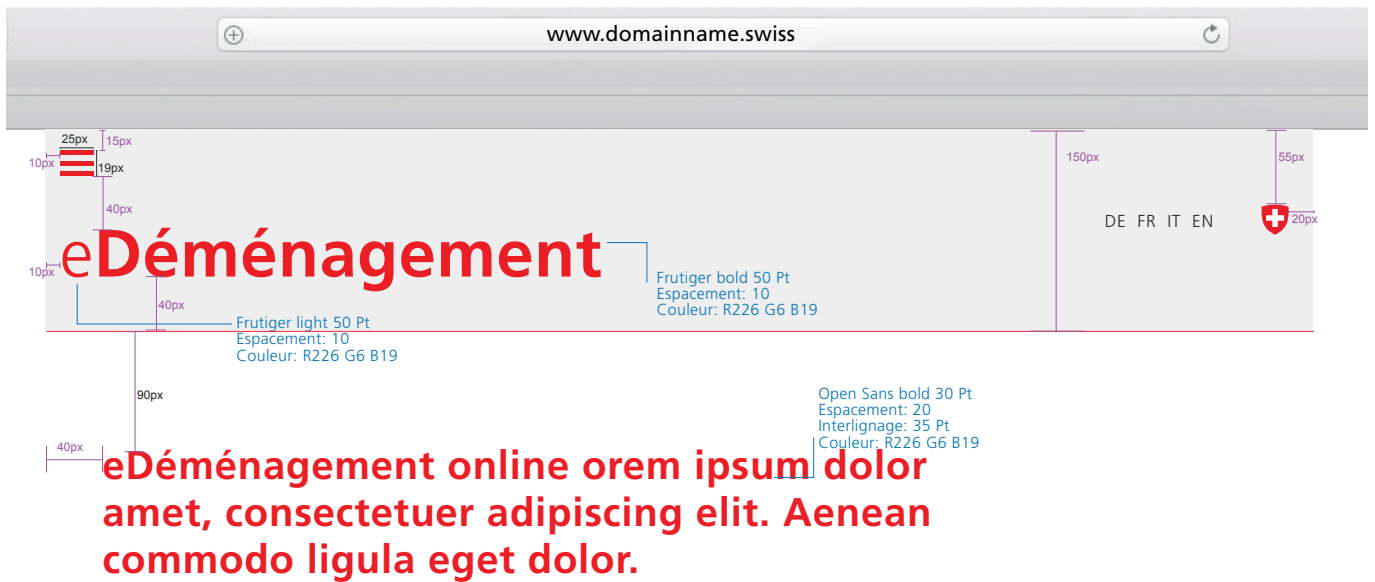 www.domainname.swiss
25px
15px
10px
19px
150px
55px
40px
DE FR IT EN
20px
eDéménagement
10px
Frutiger bold 50 Pt
Espacement: 10
Couleur: R226 G6 B19
40px
Frutiger light 50 Pt
Espacement: 10
Couleur: R226 G6 B19
90px
Open Sans bold 30 Pt
Espacement: 20
Interlignage: 35 Pt
Couleur: R226 G6 B19
40px
eDéménagement online orem ipsum dolor
amet, consectetuer adipiscing elit. Aenean
commodo ligula eget dolor.